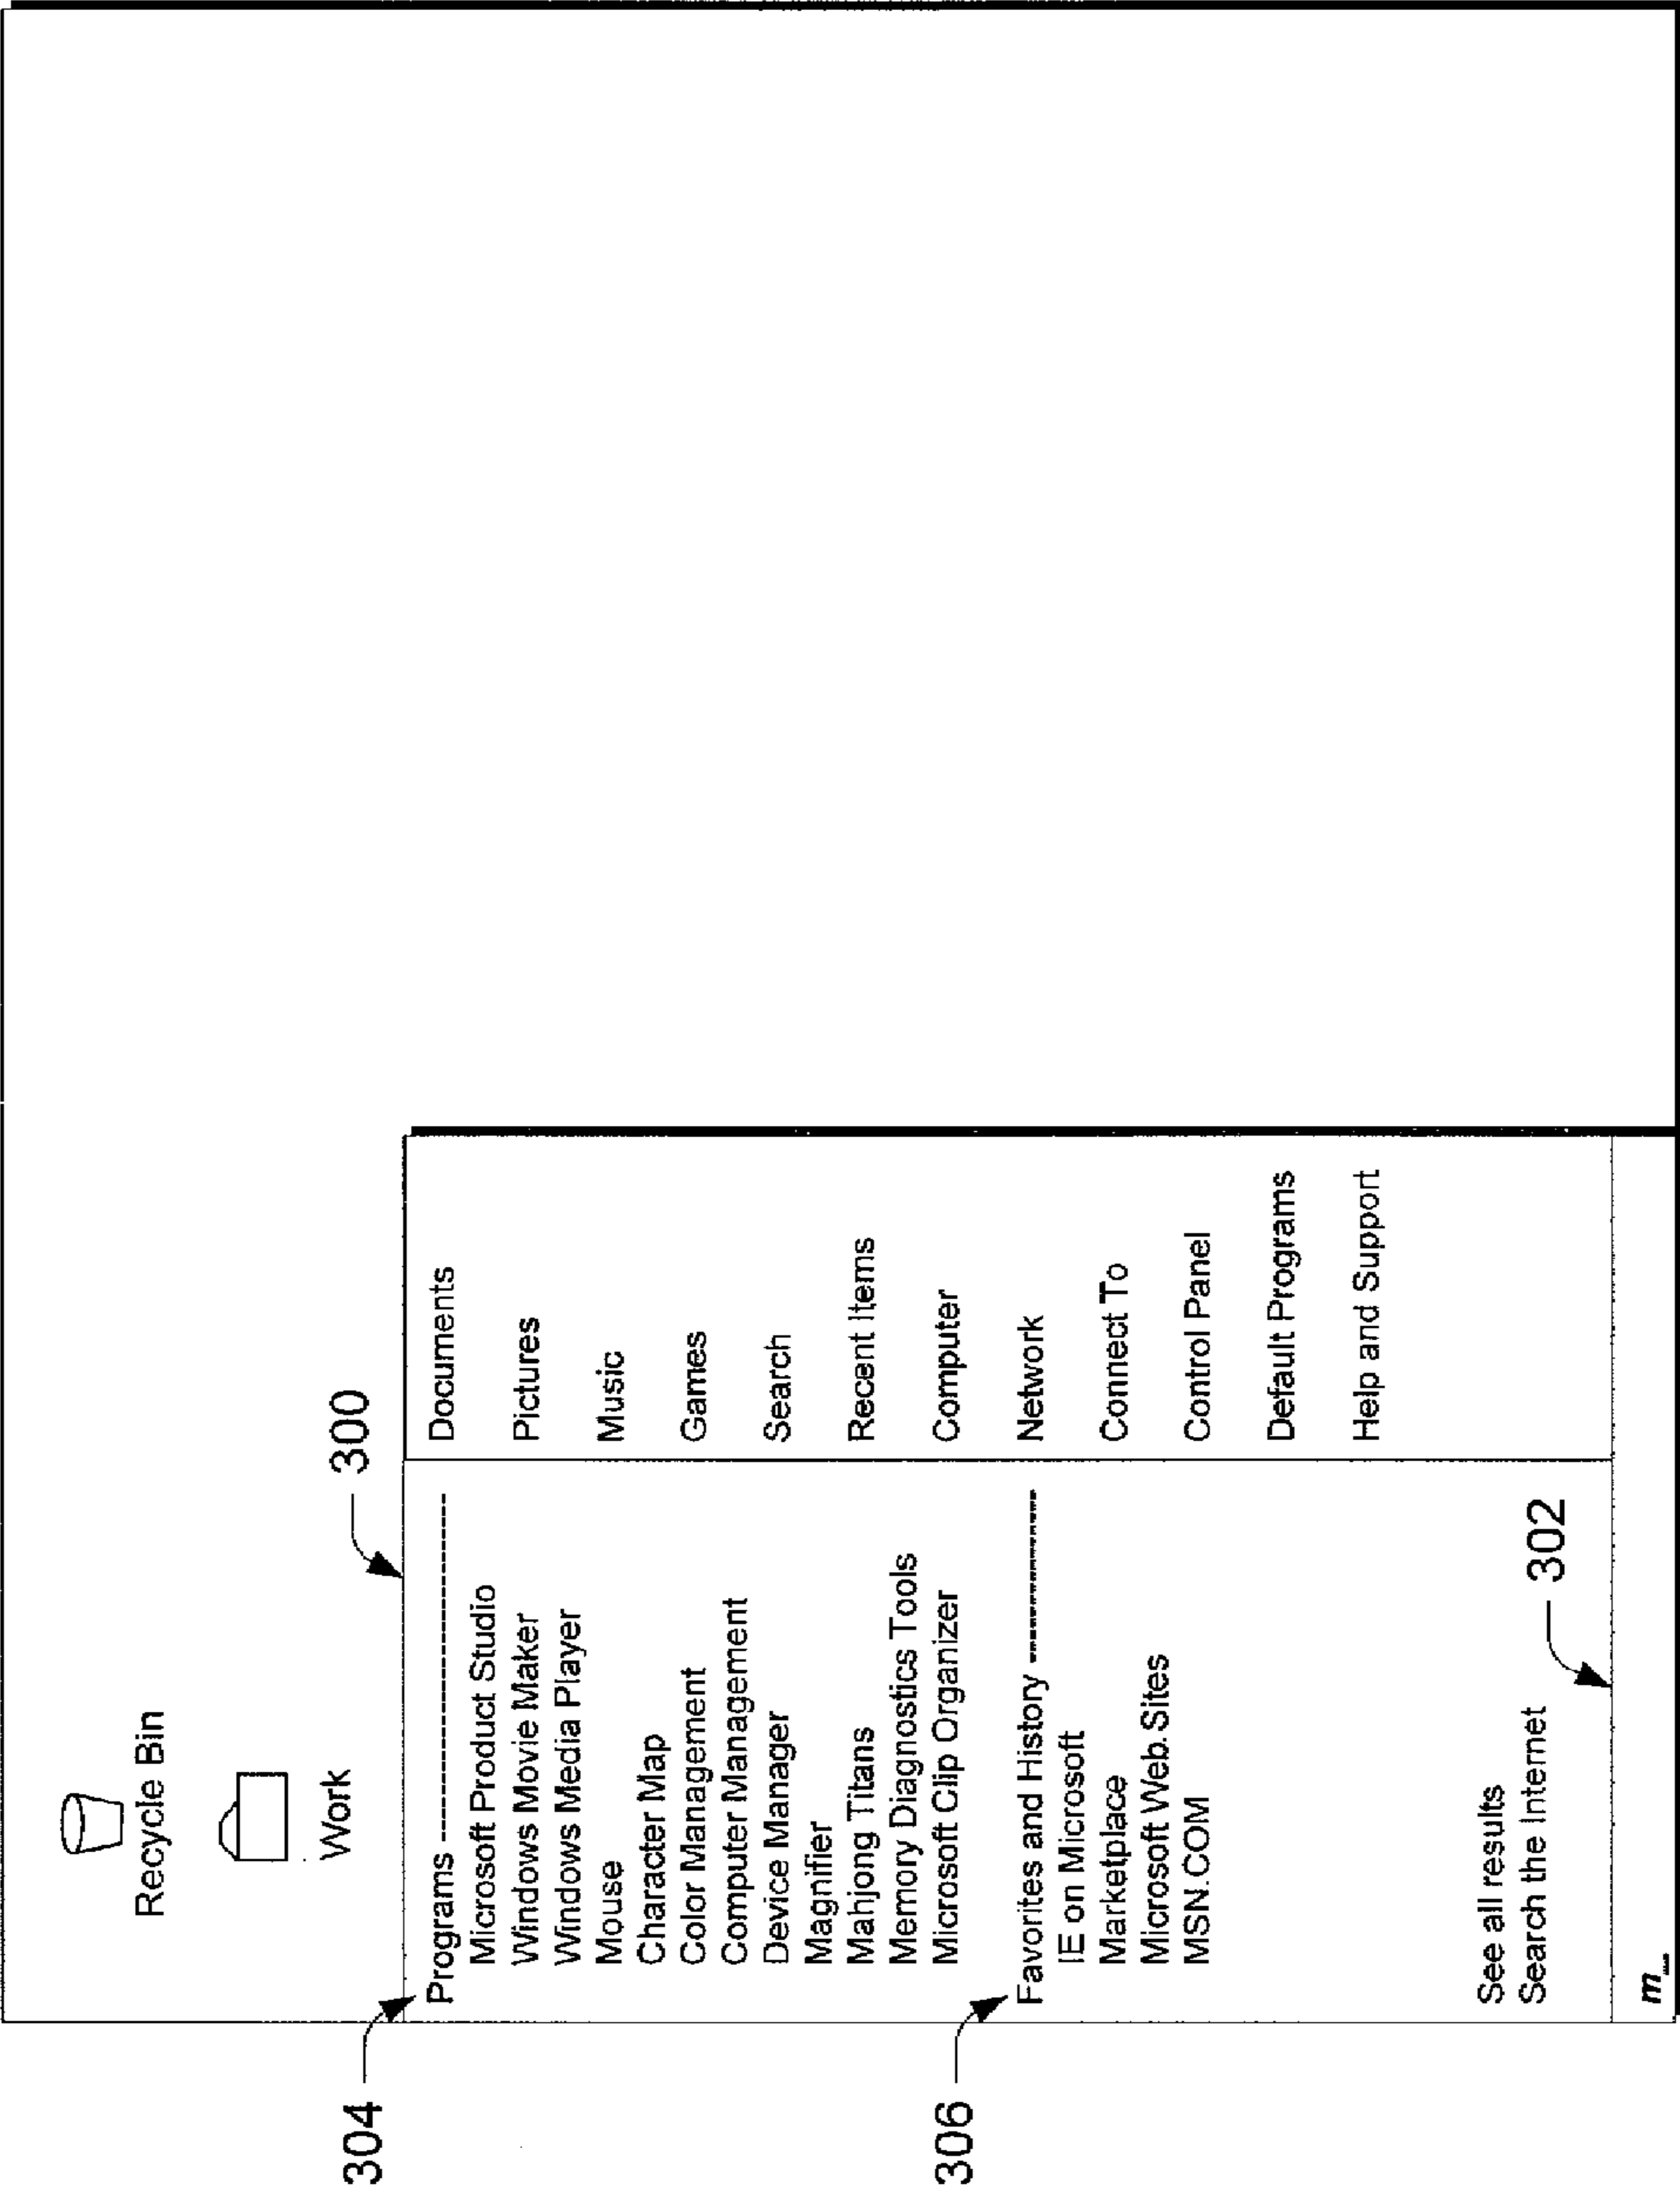 Recycle Bin
Work
300
304
Programs --------------------
Microsoft Product Studio
Windows Movie Maker
Windows Media Player
Mouse
Character Map
Color Management
Computer Management
Device Manager
Magnifier
Mahjong Titans
Memory Diagnostics Tools
Microsoft Clip Organizer
306
Favorites and History --------------------
IE on Microsoft
Marketplace
Microsoft Web.Sites
MSN.COM
See all results
Search the Internet
302
m
Documents
Pictures
Music
Games
Search
Recent Items
Computer
Network
Connect To
Control Panel
Default Programs
Help and Support